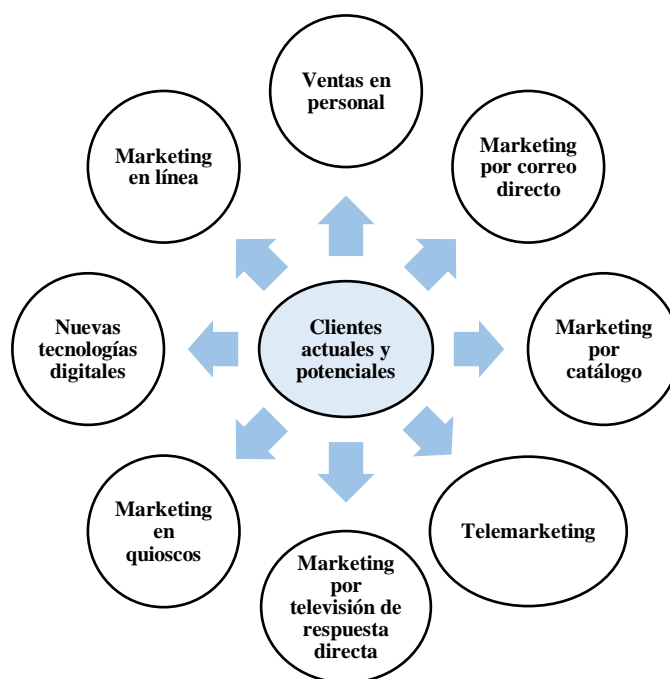 Ventas en
personal
Marketing
por correo
directo
Marketing
por
catálogo
Telemarketing
Marketing
por
televisión de
respuesta
directa
Marketing
en
quioscos
Nuevas
tecnologías
digitales
Marketing
en línea
Clientes
actuales y
potenciales